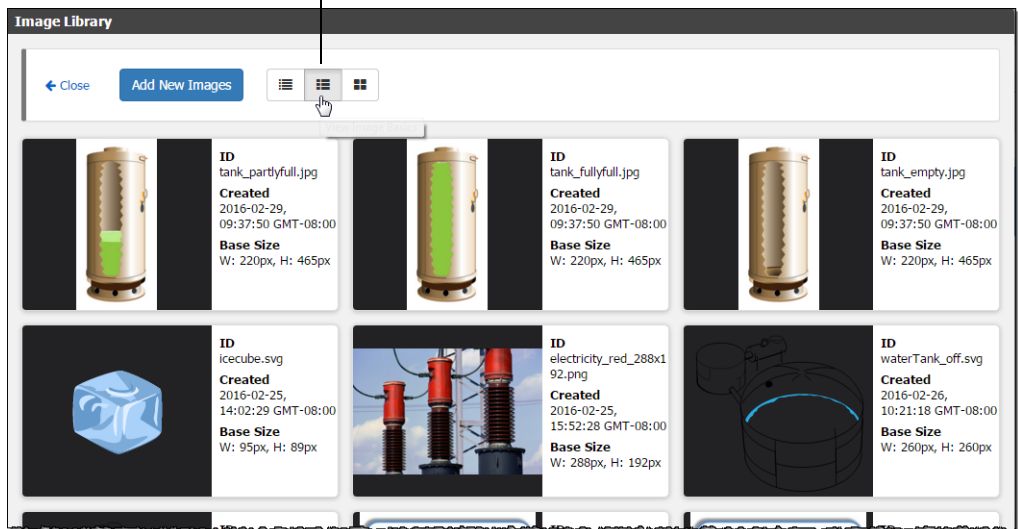 Image Library
Close
Add New Images
ID
tank_partlyfull.jpg
Created
2016-02-29,
09:37:50 GMT-08:00
Base Size
W: 220px, H: 465px
ID
tank_fullyfull.jpg
Created
2016-02-29,
09:37:50 GMT-08:00
Base Size
W: 220px, H: 465px
ID
tank_empty.jpg
Created
2016-02-29,
09:37:50 GMT-08:00
Base Size
W: 220px, H: 465px
ID
icecube.svg
Created
2016-02-25,
14:02:29 GMT-08:00
Base Size
W: 95px, H: 89px
ID
electricity_red_288x1
92.png
Created
2016-02-25,
15:52:28 GMT-08:00
Base Size
W: 288px, H: 192px
ID
waterTank_off.svg
Created
2016-02-26,
10:21:18 GMT-08:00
Base Size
W: 260px, H: 260px